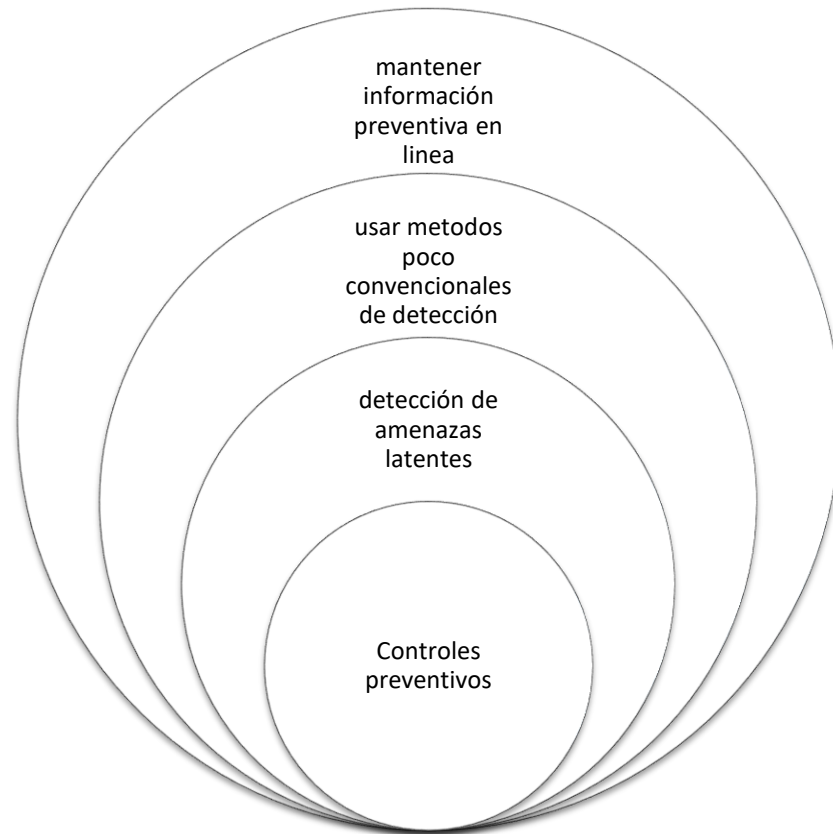 mantener
información
preventiva en
linea
usar metodos
poco
convencionales
de detección
detección de
amenazas
latentes
Controles
preventivos